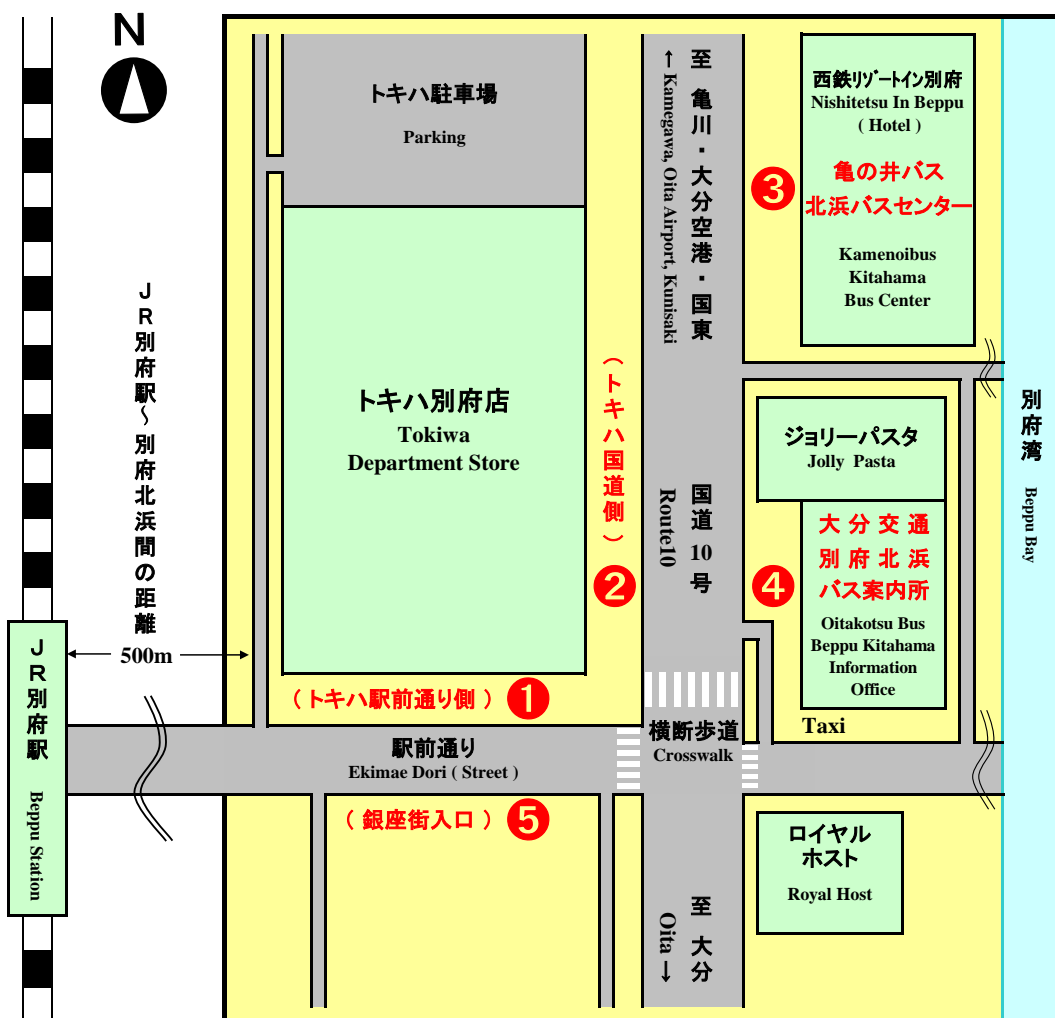 N
トキハ駐車場
Parking
至 亀川・大分空港・国東
← Kamegawa, Oita Airport, Kunisaki
西鉄リゾートイン別府
Nishitetsu In Beppu
( Hotel )
亀の井バス
北浜バスセンター
Kamenoibus
Kitahama
Bus Center
❸
JR別府駅~別府北浜間の距離
500m
トキハ別府店
Tokiwa
Department Store
(トキハ国道側)
❷
国道10号
Route10
ジョリーパスタ
Jolly Pasta
❹
大分交通
別府北浜
バス案内所
Oitakotsu Bus
Beppu Kitahama
Information
Office
別府湾
Beppu Bay
JR別府駅
Beppu Station
( トキハ駅前通り側 ) ❶
駅前通り
Ekimae Dori ( Street )
横断歩道
Crosswalk
Taxi
( 銀座街入口 ) ❺
ロイヤル
ホスト
Royal Host
至 大分
Oita →